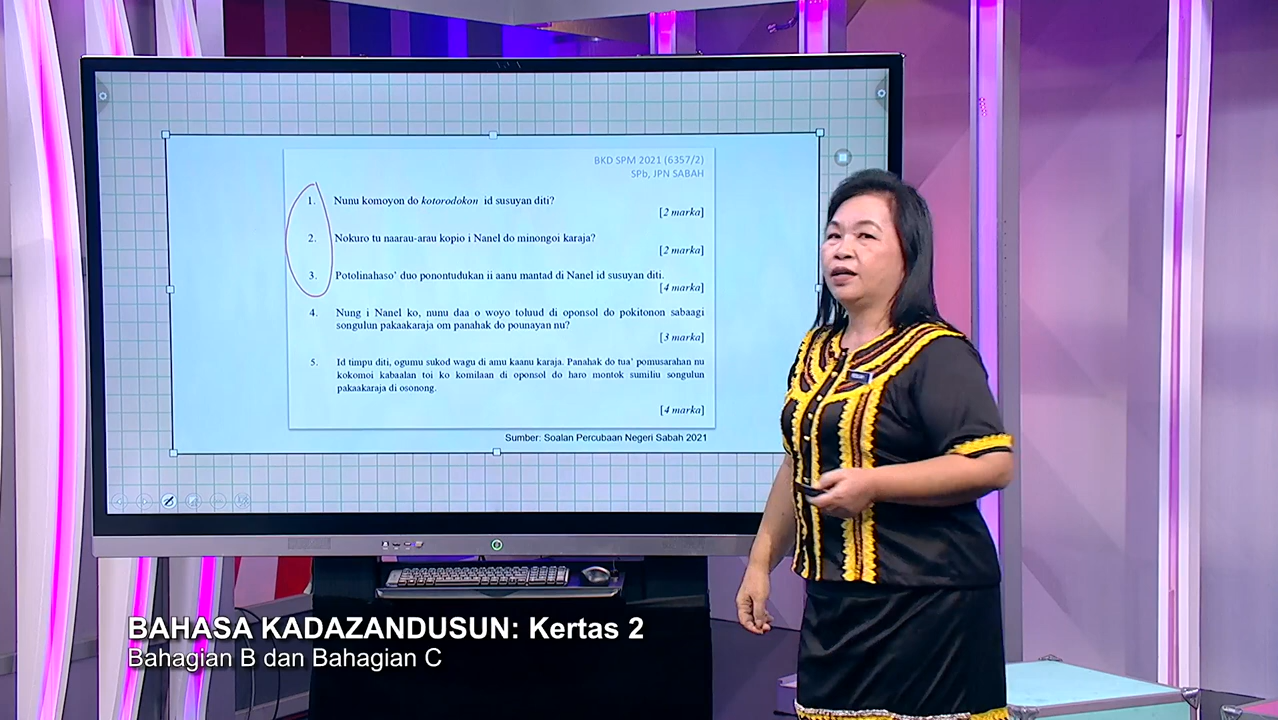 BKD SPM 2021 (6357/2)
SPb, JPN SABAH
1. Nunu komoyon do kotorodokon id susuyan diti?
[2 marka]
2. Nokuro tu naarau-arau kopio i Nanel do minongoi karaja?
[2 marka]
3. Potolinahaso' duo ponontudukan ii aanu mantad di Nanel id susuyan diti.
[4 marka]
4. Nung i Nanel ko, nunu daa o woyo toluud di oponsol do pokitonon sabaagi
songulun pakaakaraja om panahak do pounayan nu?
[3 marka]
5. Id timpu diti, ogumu sukod wagu di amu kaanu karaja. Panahak do tua' pomusarahan nu
kokomoi kabaalan toi ko komilaan di oponsol do haro montok sumiliu songulun
pakaakaraja di osonong.
[4 marka]
Sumber: Soalan Percubaan Negeri Sabah 2021
BAHASA KADAZANDUSUN: Kertas 2
Bahagian B dan Bahagian C